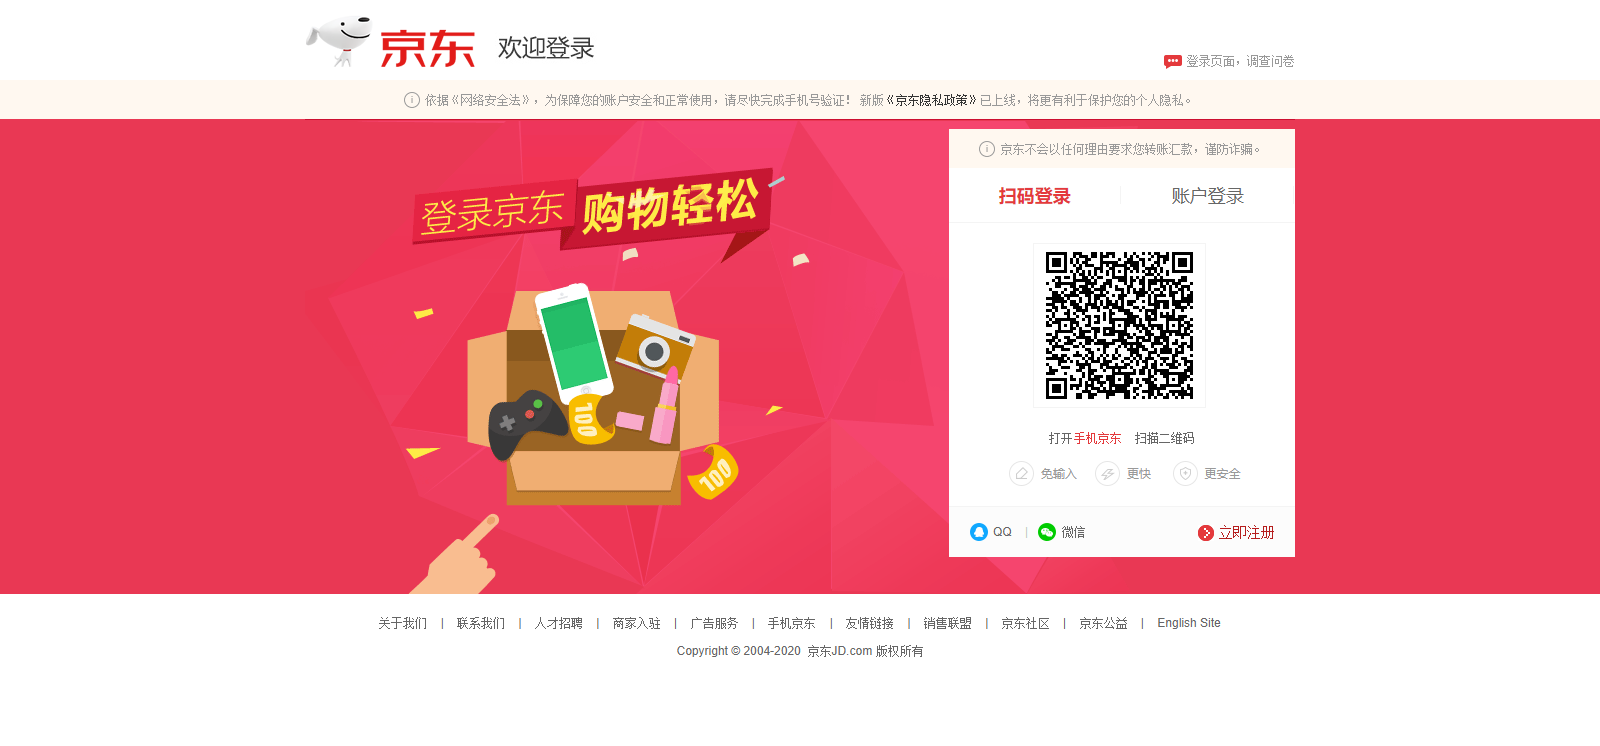 京东 欢迎登录
登录页面，调查问卷
依据《网络安全法》，为保障您的账户安全和正常使用，请尽快完成手机号验证！ 新版《京东隐私政策》已上线，将更有利于保护您的个人隐私。
京东不会以任何理由要求您转账汇款，谨防诈骗。
登录京东 购物轻松
扫码登录 账户登录
100
100
打开手机京东 扫描二维码
免输入 更快 更安全
QQ | 微信 立即注册
关于我们 | 联系我们 | 人才招聘 | 商家入驻 | 广告服务 | 手机京东 | 友情链接 | 销售联盟 | 京东社区 | 京东公益 | English Site
Copyright © 2004-2020 京东JD.com 版权所有